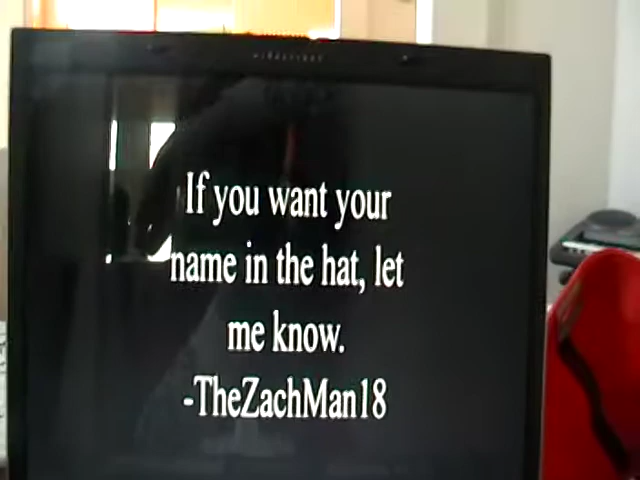 If you want your
name in the hat, let
me know.
-TheZachMan18